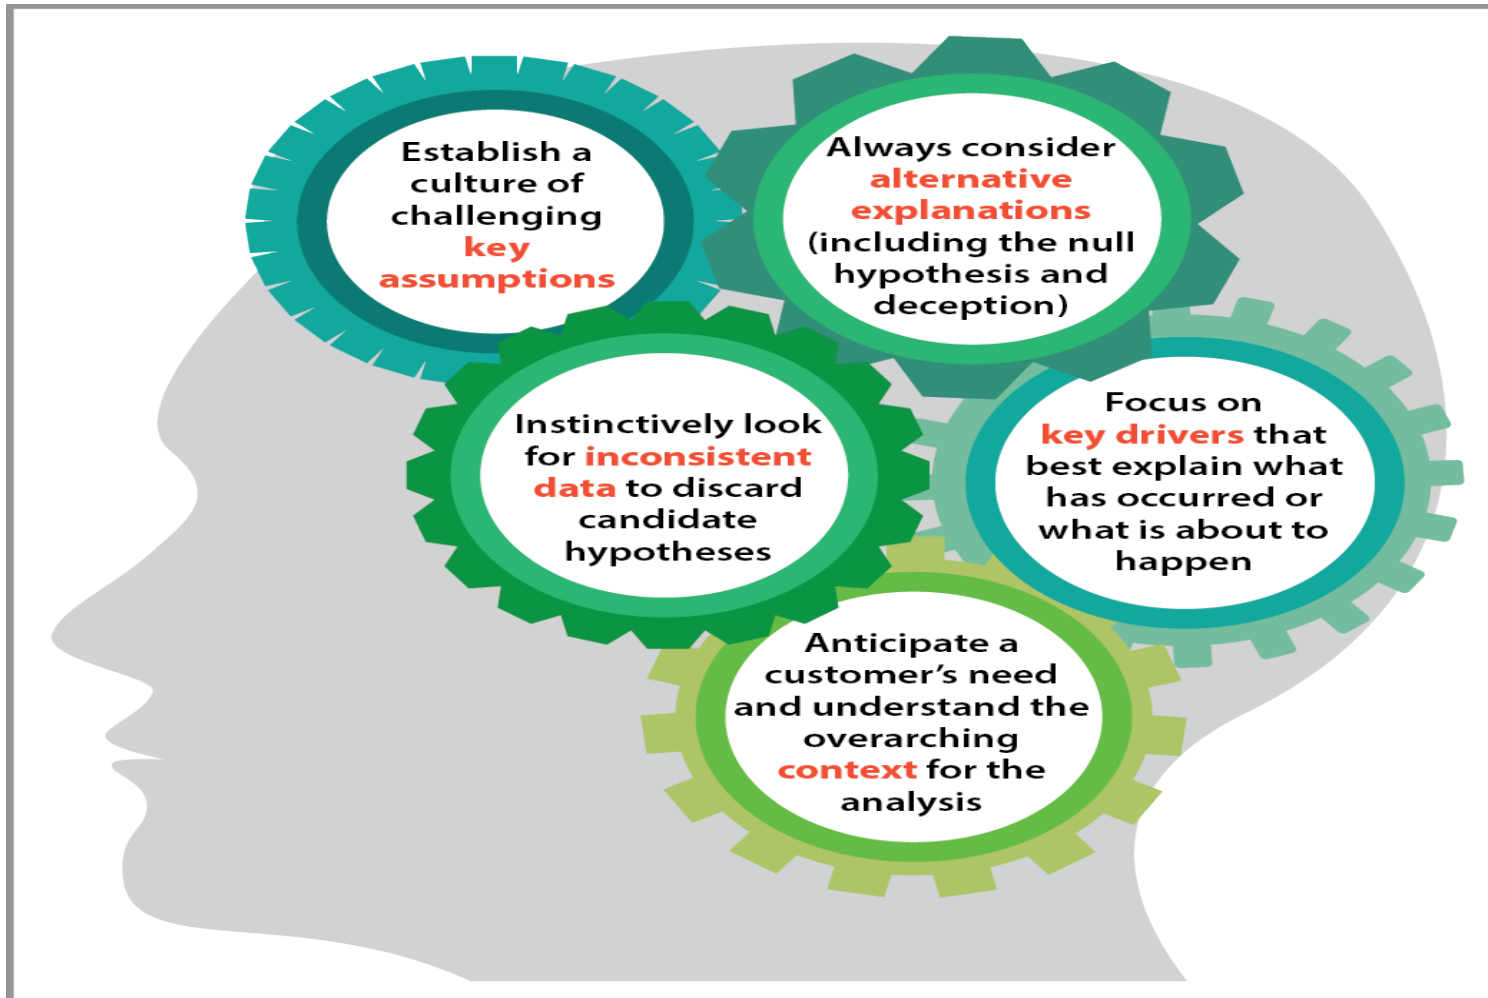 Establish a
culture of
challenging
key
assumptions
Always consider
alternative
explanations
(including the null
hypothesis and
deception)
Instinctively look
for inconsistent
data to discard
candidate
hypotheses
Focus on
key drivers that
best explain what
has occurred or
what is about to
happen
Anticipate a
customer’s need
and understand the
overarching
context for the
analysis